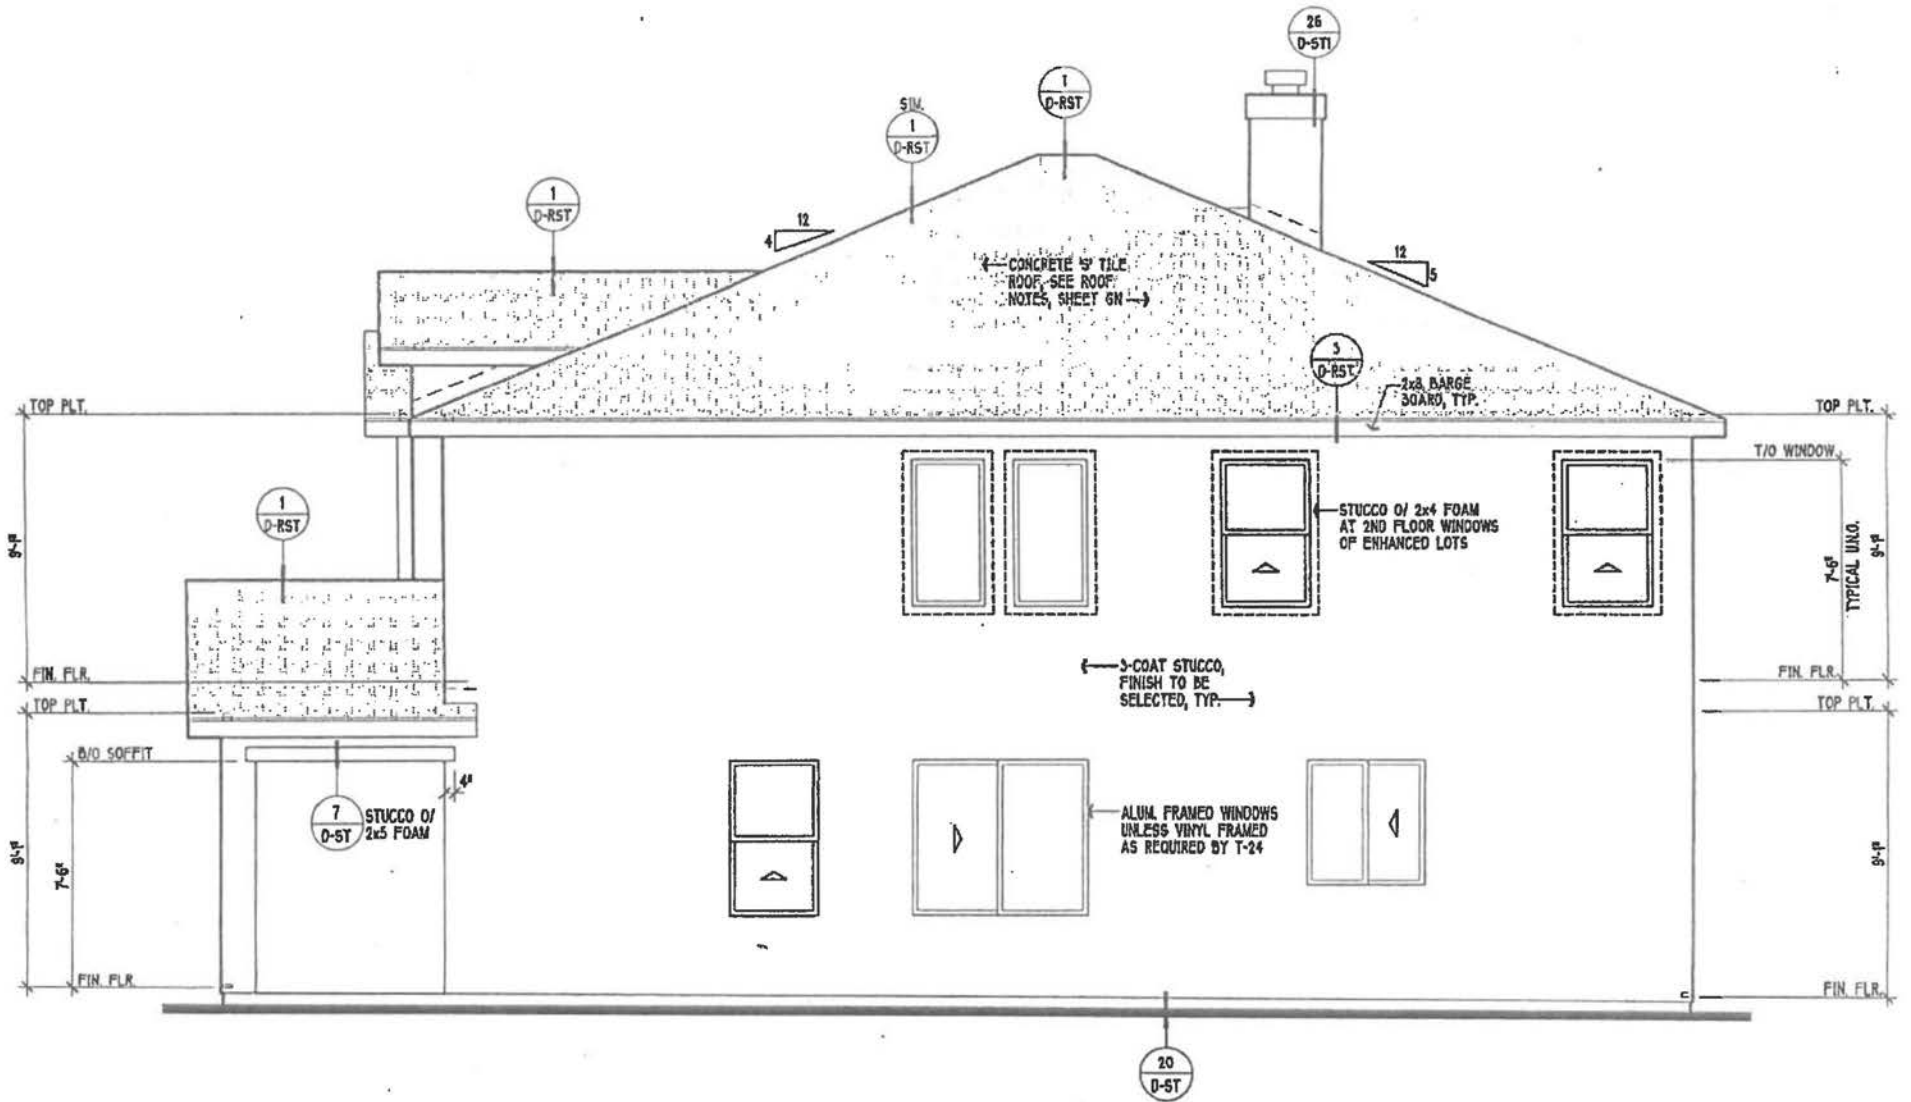 26
D-ST1
1
D-RST
SIM.
1
D-RST
1
D-RST
12
4
12
5
CONCRETE 'S' TILE
ROOF, SEE ROOF
NOTES, SHEET GN
3
D-RST
2x8 BARGE
BOARD, TYP.
TOP PLT.
TOP PLT.
T/O WINDOW
1
D-RST
STUCCO O/ 2x4 FOAM
AT 2ND FLOOR WINDOWS
OF ENHANCED LOTS
9'-1"
7'-6"
TYPICAL U.N.O.
9'-1"
3-COAT STUCCO,
FINISH TO BE
SELECTED, TYP.
FIN. FLR.
FIN. FLR.
TOP PLT.
TOP PLT.
B/O SOFFIT
4"
7
D-ST
STUCCO O/
2x5 FOAM
ALUM. FRAMED WINDOWS
UNLESS VINYL FRAMED
AS REQUIRED BY T-24
9'-1"
7'-6"
9'-1"
FIN. FLR.
FIN. FLR.
20
D-ST